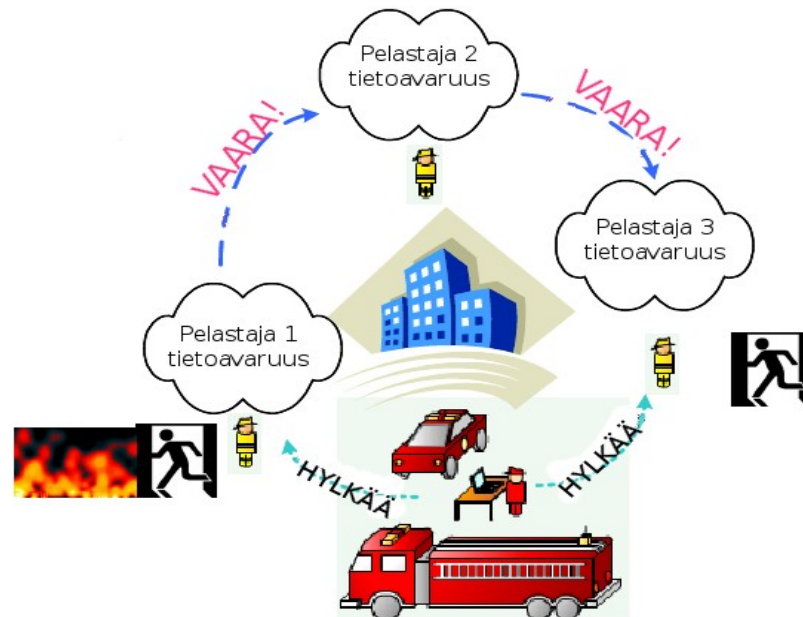 Pelastaja 2
tietoavaruus
VAARA!
VAARA!
Pelastaja 3
tietoavaruus
Pelastaja 1
tietoavaruus
HYLKÄÄ
HYLKÄÄ